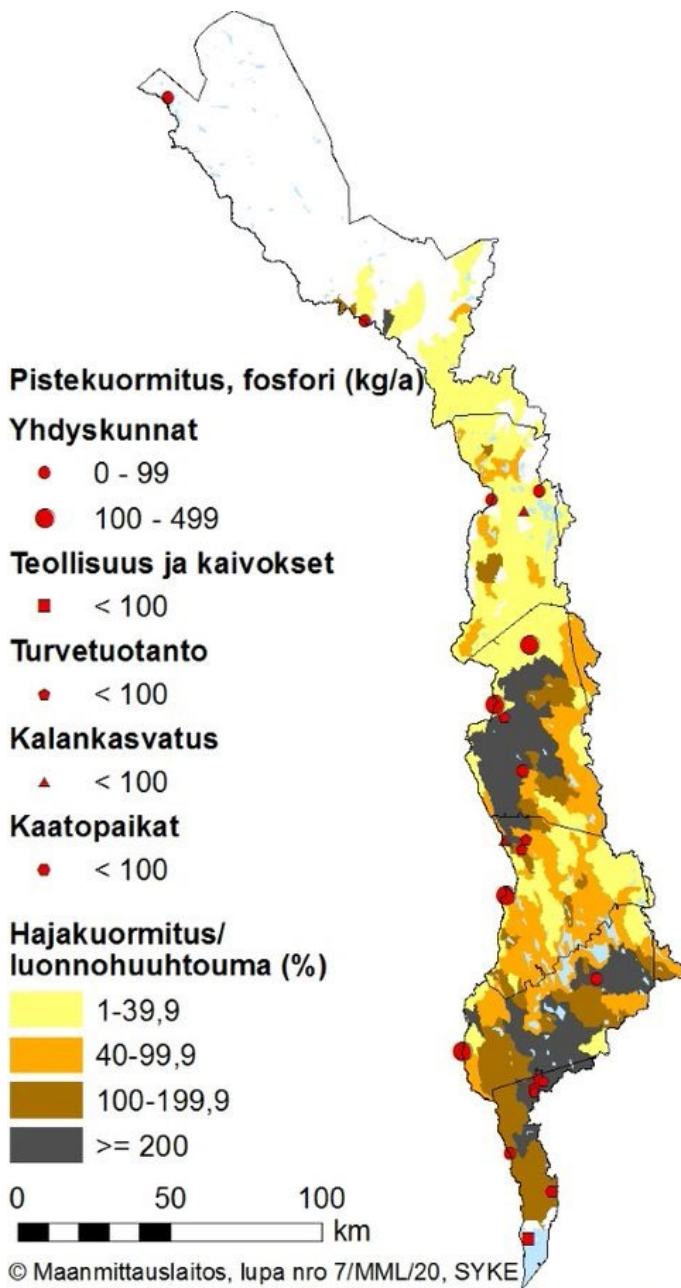 Pistekuormitus, fosfori (kg/a)
Yhdyskunnat
0 - 99
100 - 499
Teollisuus ja kaivokset
< 100
Turvetuotanto
< 100
Kalankasvatus
< 100
Kaatopaikat
< 100
Hajakuormitus/
luonnohuuhtouma (%)
1-39,9
40-99,9
100-199,9
>= 200
0 50 100
km
© Maanmittauslaitos, lupa nro 7/MML/20, SYKE